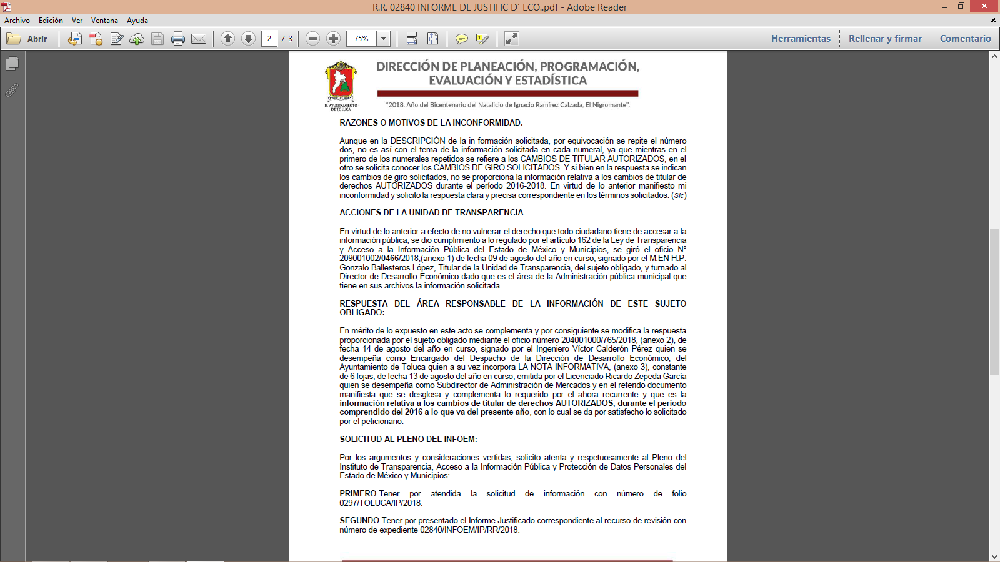 R.R. 02840 INFORME DE JUSTIFIC D´ ECO..pdf - Adobe Reader
Archivo Edición Ver Ventana Ayuda
Abrir 2 / 3 75% Herramientas Rellenar y firmar Comentario
DIRECCIÓN DE PLANEACIÓN, PROGRAMACIÓN,
EVALUACIÓN Y ESTADÍSTICA
H. AYUNTAMIENTO
DE TOLUCA
"2018. Año del Bicentenario del Natalicio de Ignacio Ramírez Calzada, El Nigromante".
RAZONES O MOTIVOS DE LA INCONFORMIDAD.
Aunque en la DESCRIPCIÓN de la in formación solicitada, por equivocación se repite el número
dos, no es así con el tema de la información solicitada en cada numeral, ya que mientras en el
primero de los numerales repetidos se refiere a los CAMBIOS DE TITULAR AUTORIZADOS, en el
otro se solicita conocer los CAMBIOS DE GIRO SOLICITADOS. Y si bien en la respuesta se indican
los cambios de giro solicitados, no se proporciona la información relativa a los cambios de titular de
derechos AUTORIZADOS durante el período 2016-2018. En virtud de lo anterior manifiesto mi
inconformidad y solicito la respuesta clara y precisa correspondiente en los términos solicitados. (Sic)
ACCIONES DE LA UNIDAD DE TRANSPARENCIA
En virtud de lo anterior a efecto de no vulnerar el derecho que todo ciudadano tiene de accesar a la
información pública, se dio cumplimiento a lo regulado por el artículo 162 de la Ley de Transparencia
y Acceso a la Información Pública del Estado de México y Municipios, se giró el oficio N°
209001002/0466/2018,(anexo 1) de fecha 09 de agosto del año en curso, signado por el M.EN H.P.
Gonzalo Ballesteros López, Titular de la Unidad de Transparencia, del sujeto obligado, y turnado al
Director de Desarrollo Económico dado que es el área de la Administración pública municipal que
tiene en sus archivos la información solicitada
RESPUESTA DEL ÁREA RESPONSABLE DE LA INFORMACIÓN DE ESTE SUJETO
OBLIGADO:
En mérito de lo expuesto en este acto se complementa y por consiguiente se modifica la respuesta
proporcionada por el sujeto obligado mediante el oficio número 204001000/765/2018, (anexo 2), de
fecha 14 de agosto del año en curso, signado por el Ingeniero Víctor Calderón Pérez quien se
desempeña como Encargado del Despacho de la Dirección de Desarrollo Económico, del
Ayuntamiento de Toluca quien a su vez incorpora LA NOTA INFORMATIVA, (anexo 3), constante
de 6 fojas, de fecha 13 de agosto del año en curso, emitida por el Licenciado Ricardo Zepeda García
quien se desempeña como Subdirector de Administración de Mercados y en el referido documento
manifiesta que se desglosa y complementa lo requerido por el ahora recurrente y que es la
información relativa a los cambios de titular de derechos AUTORIZADOS, durante el periodo
comprendido del 2016 a lo que va del presente año, con lo cual se da por satisfecho lo solicitado
por el peticionario.
SOLICITUD AL PLENO DEL INFOEM:
Por los argumentos y consideraciones vertidas, solicito atenta y respetuosamente al Pleno del
Instituto de Transparencia, Acceso a la Información Pública y Protección de Datos Personales del
Estado de México y Municipios:
PRIMERO-Tener por atendida la solicitud de información con número de folio
0297/TOLUCA/IP/2018.
SEGUNDO Tener por presentado el Informe Justificado correspondiente al recurso de revisión con
número de expediente 02840/INFOEM/IP/RR/2018.